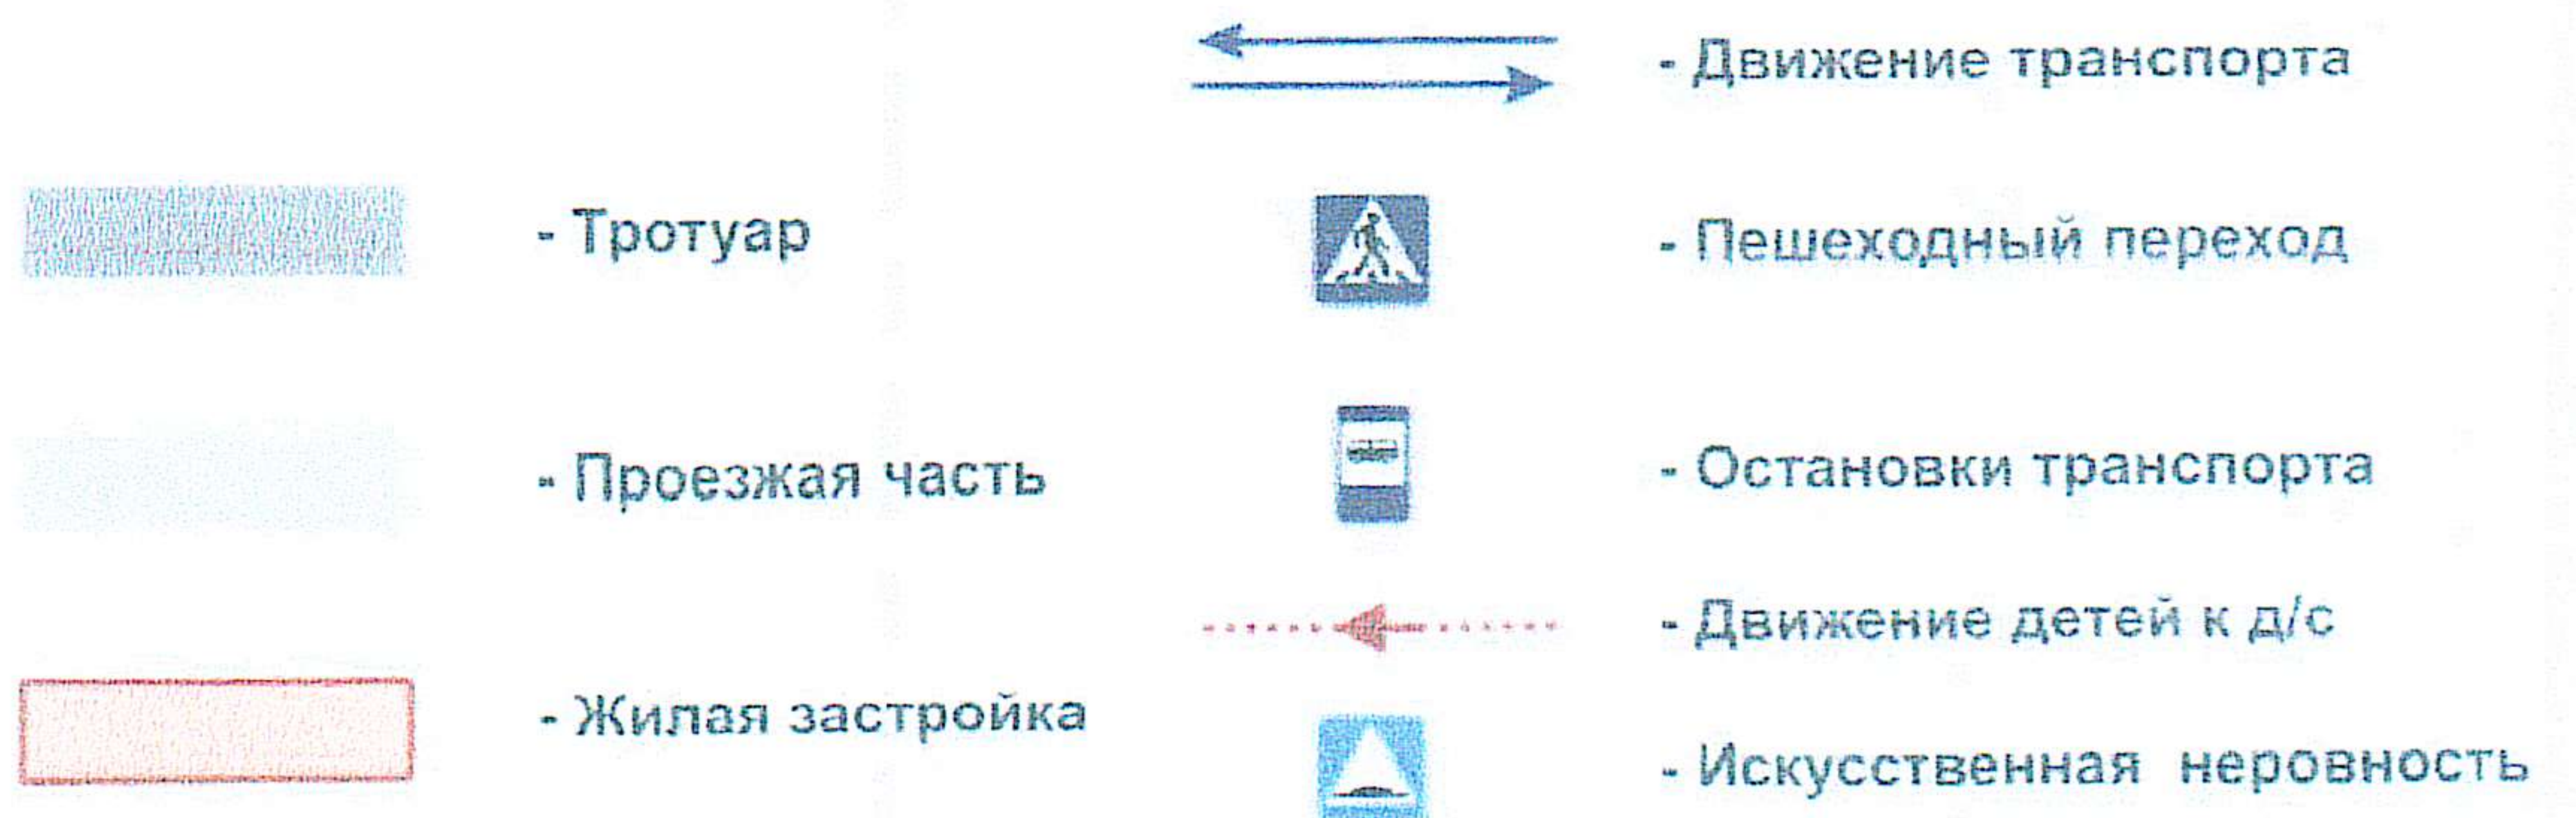 - Движение транспорта
- Тротуар
- Пешеходный переход
- Проезжая часть
- Остановки транспорта
- Жилая застройка
- Движение детей к д/с
- Искусственная неровность